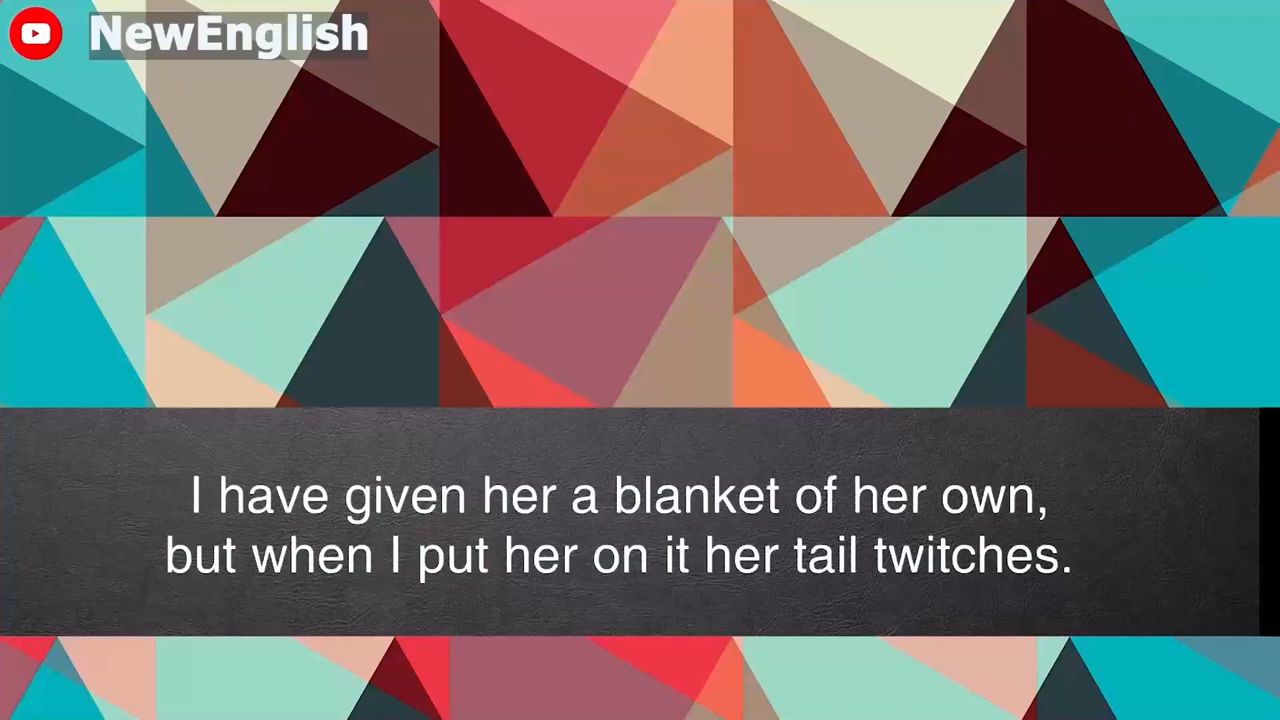 NewEnglish
I have given her a blanket of her own,
but when I put her on it her tail twitches.